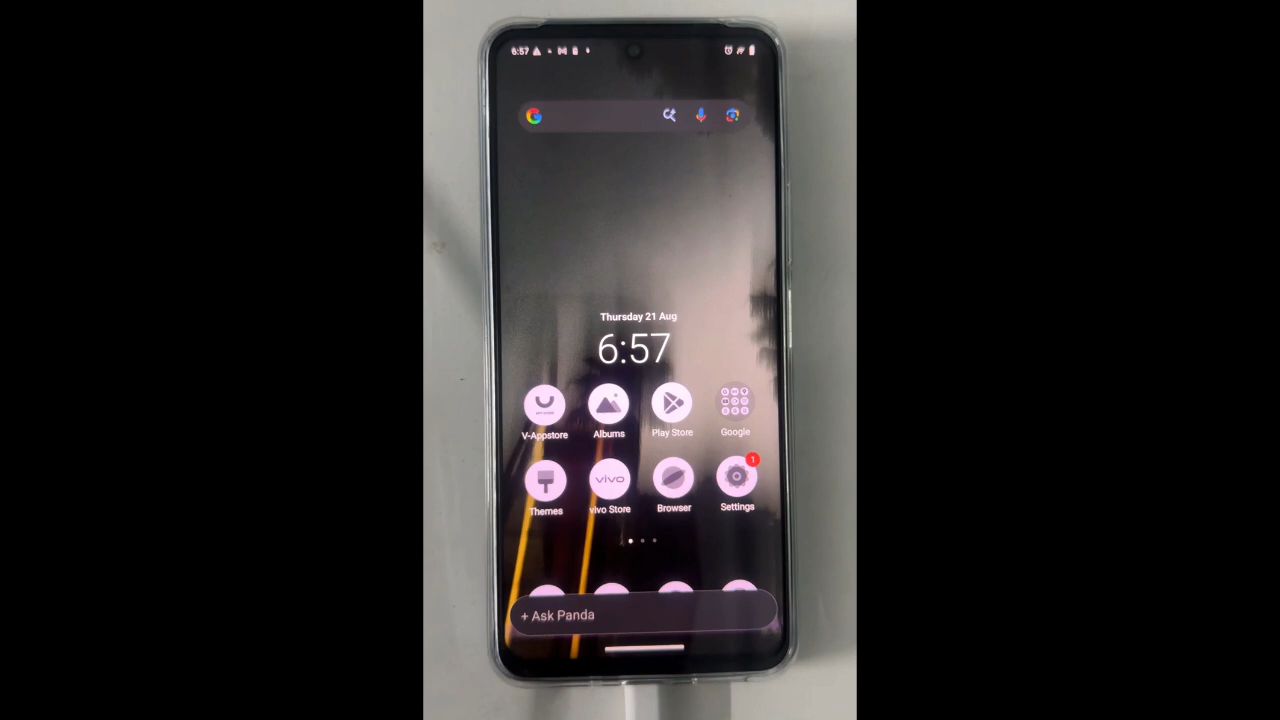 6:57
Thursday 21 Aug
6:57
V-Appstore
Albums
Play Store
Google
vivo
1
Themes
vivo Store
Browser
Settings
+ Ask Panda